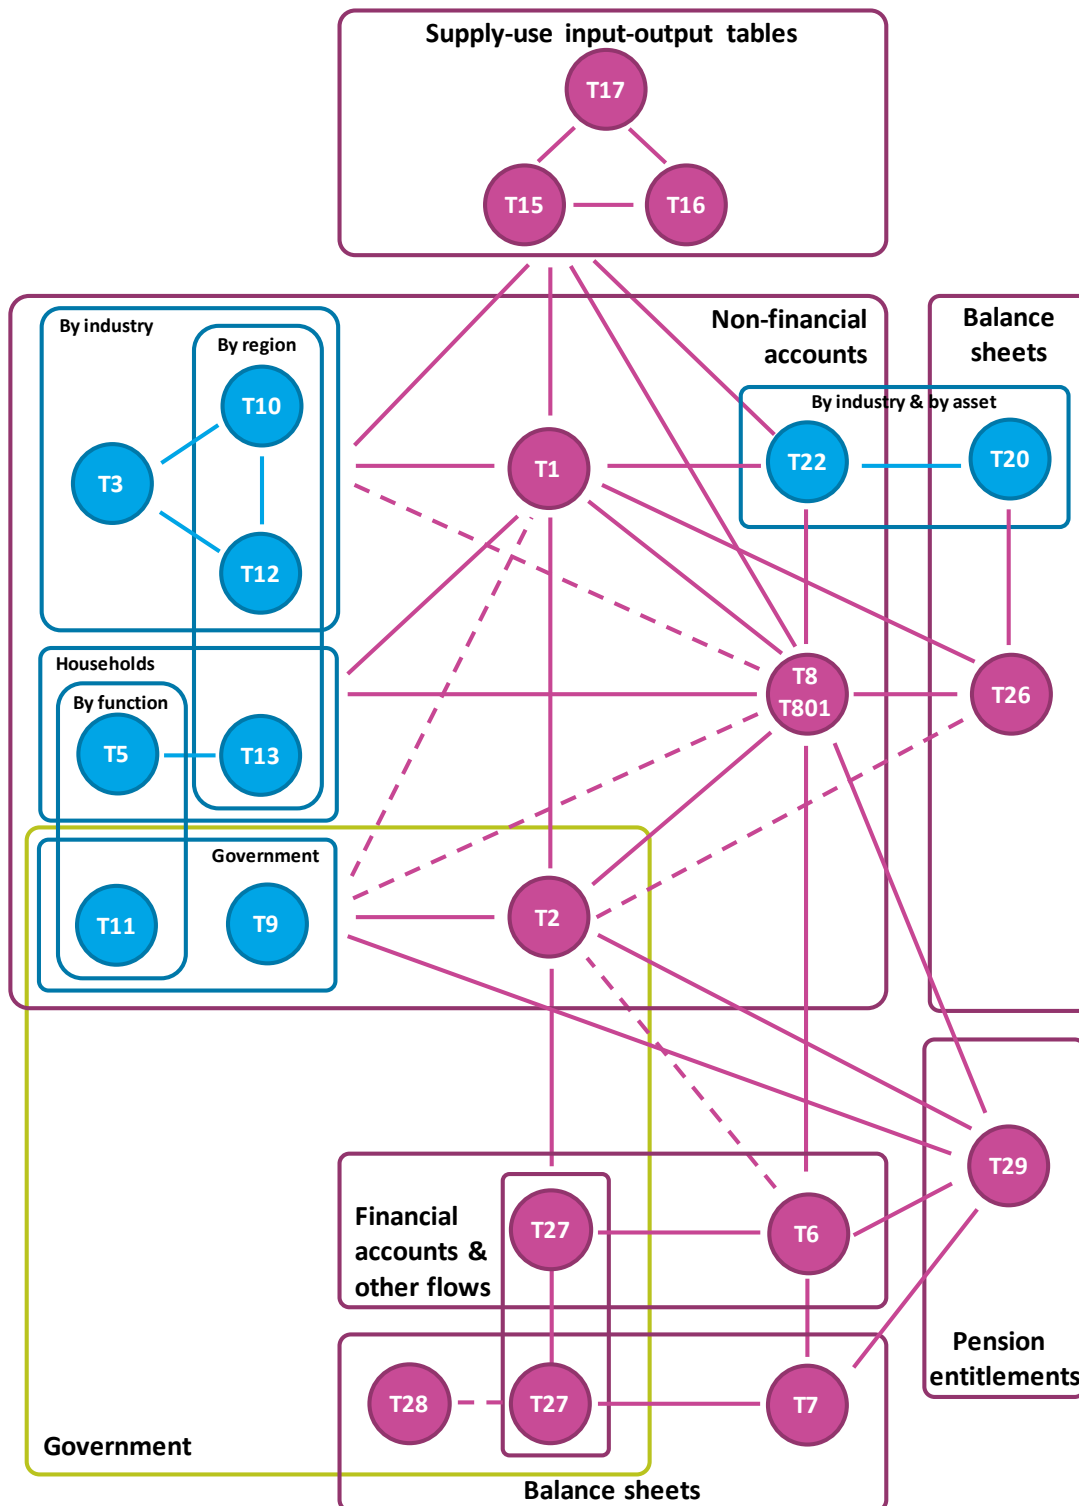 Supply-use input-output tables
T17
T15
T16
By industry
By region
T10
T3
T12
Non-financial
accounts
Balance
sheets
By industry & by asset
T22
T20
T1
Households
By function
T5
T13
T8
T801
T26
Government
T11
T9
T2
Financial
accounts &
other flows
T27
T6
T29
Pension
entitlements
T28
T27
T7
Government
Balance sheets